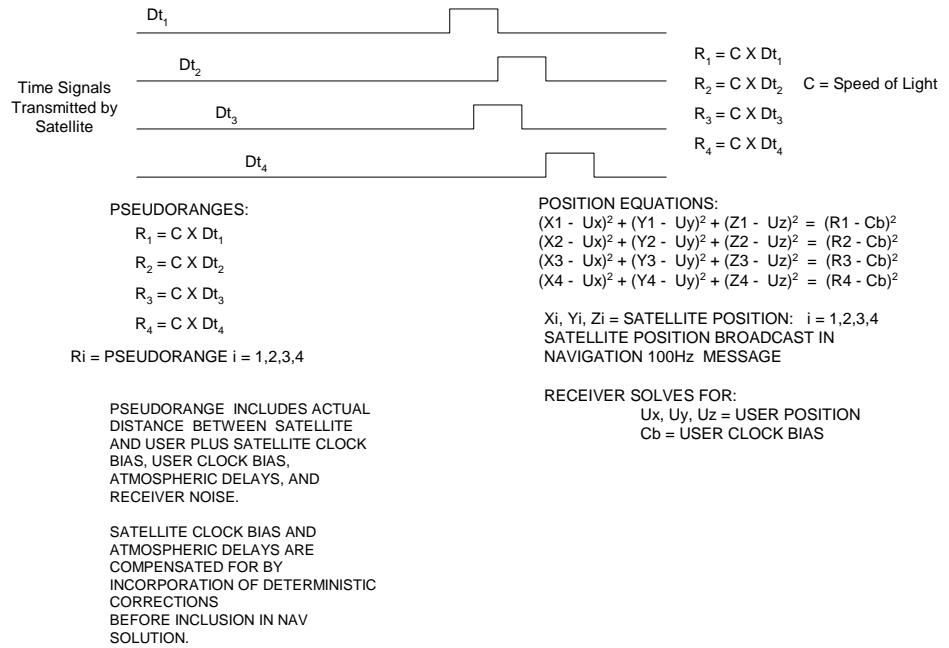 Dt₁
Dt₂
Dt₃
Dt₄
Time Signals
Transmitted by
Satellite
R₁ = C X Dt₁
R₂ = C X Dt₂ C = Speed of Light
R₃ = C X Dt₃
R₄ = C X Dt₄
PSEUDORANGES:
R₁ = C X Dt₁
R₂ = C X Dt₂
R₃ = C X Dt₃
R₄ = C X Dt₄
Ri = PSEUDORANGE i = 1,2,3,4
PSEUDORANGE INCLUDES ACTUAL
DISTANCE BETWEEN SATELLITE
AND USER PLUS SATELLITE CLOCK
BIAS, USER CLOCK BIAS,
ATMOSPHERIC DELAYS, AND
RECEIVER NOISE.
SATELLITE CLOCK BIAS AND
ATMOSPHERIC DELAYS ARE
COMPENSATED FOR BY
INCORPORATION OF DETERMINISTIC
CORRECTIONS
BEFORE INCLUSION IN NAV
SOLUTION.
POSITION EQUATIONS:
(X1 - Ux)² + (Y1 - Uy)² + (Z1 - Uz)² = (R1 - Cb)²
(X2 - Ux)² + (Y2 - Uy)² + (Z2 - Uz)² = (R2 - Cb)²
(X3 - Ux)² + (Y3 - Uy)² + (Z3 - Uz)² = (R3 - Cb)²
(X4 - Ux)² + (Y4 - Uy)² + (Z4 - Uz)² = (R4 - Cb)²
Xi, Yi, Zi = SATELLITE POSITION: i = 1,2,3,4
SATELLITE POSITION BROADCAST IN
NAVIGATION 100Hz MESSAGE
RECEIVER SOLVES FOR:
Ux, Uy, Uz = USER POSITION
Cb = USER CLOCK BIAS